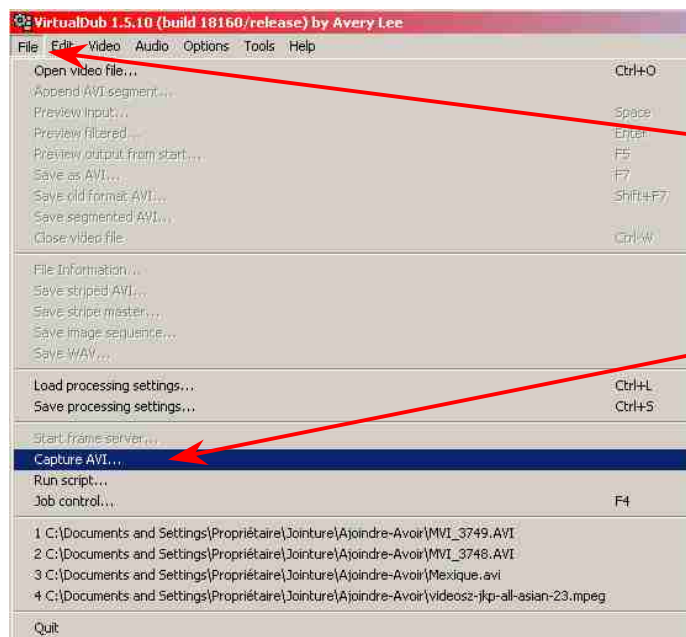 VirtualDub 1.5.10 (build 18160/release) by Avery Lee
File Edit Video Audio Options Tools Help
Open video file... Ctrl+O
Append AVI segment...
Preview input... Space
Preview filtered... Enter
Preview output from start... F5
Save as AVI... F7
Save old format AVI... Shift+F7
Save segmented AVI...
Close video file Ctrl-W
File Information...
Save striped AVI...
Save stripe master...
Save image sequence...
Save WAV...
Load processing settings... Ctrl+L
Save processing settings... Ctrl+S
Start frame server...
Capture AVI...
Run script...
Job control... F4
1 C:\Documents and Settings\Propriétaire\Jointure\Ajoindre-Avoir\MVI_3749.AVI
2 C:\Documents and Settings\Propriétaire\Jointure\Ajoindre-Avoir\MVI_3748.AVI
3 C:\Documents and Settings\Propriétaire\Jointure\Ajoindre-Avoir\Mexique.avi
4 C:\Documents and Settings\Propriétaire\Jointure\Ajoindre-Avoir\videosz-jkp-all-asian-23.mpeg
Quit